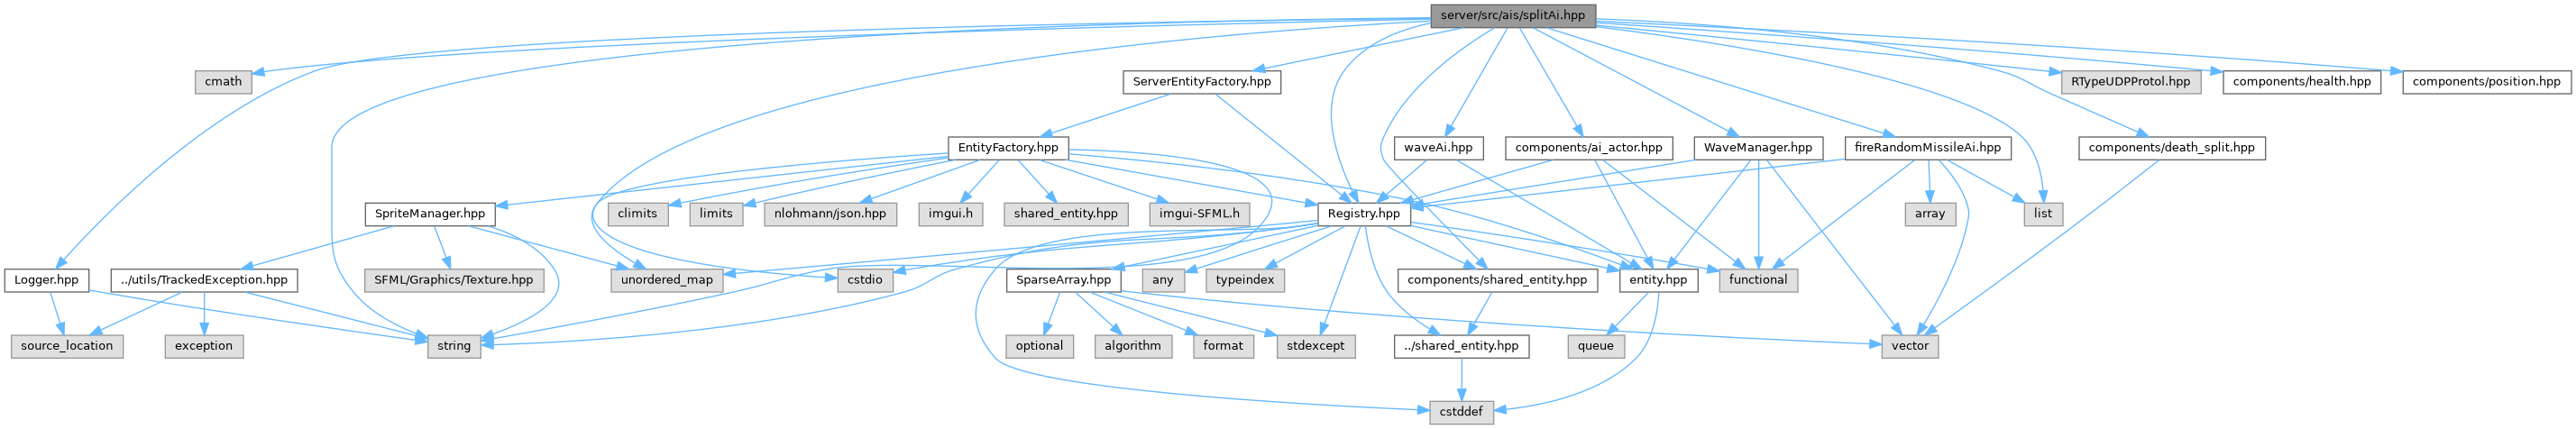 server/src/ais/splitAi.hpp
cmath
ServerEntityFactory.hpp
RTypeUDPProtol.hpp
components/health.hpp
components/position.hpp
EntityFactory.hpp
waveAi.hpp
components/ai_actor.hpp
WaveManager.hpp
fireRandomMissileAi.hpp
components/death_split.hpp
SpriteManager.hpp
climits
limits
nlohmann/json.hpp
imgui.h
shared_entity.hpp
imgui-SFML.h
Registry.hpp
array
list
Logger.hpp
../utils/TrackedException.hpp
SFML/Graphics/Texture.hpp
unordered_map
cstdio
SparseArray.hpp
any
typeindex
components/shared_entity.hpp
entity.hpp
functional
source_location
exception
string
optional
algorithm
format
stdexcept
../shared_entity.hpp
queue
vector
cstddef